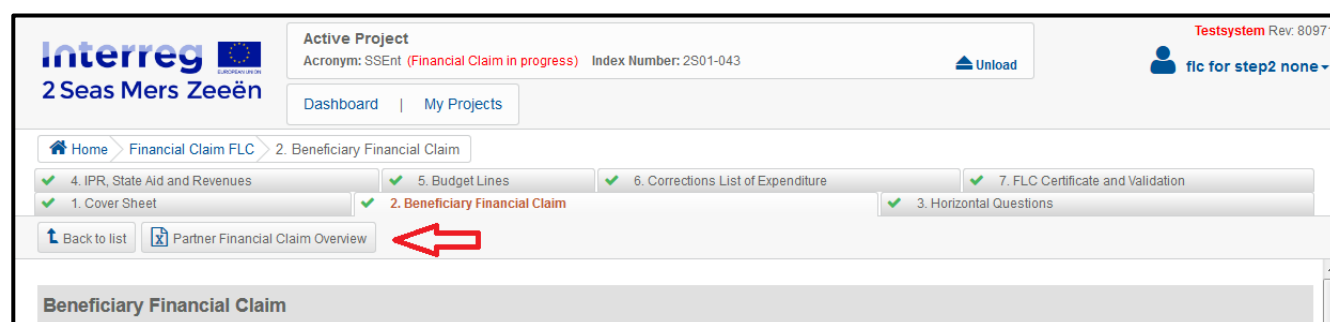 Interreg
EUROPEAN UNION
2 Seas Mers Zeeën
Active Project
Acronym: SSEnt (Financial Claim in progress) Index Number: 2S01-043
Unload
Testsystem Rev: 8097
flc for step2 none
Dashboard | My Projects
Home Financial Claim FLC 2. Beneficiary Financial Claim
4. IPR, State Aid and Revenues 5. Budget Lines 6. Corrections List of Expenditure 7. FLC Certificate and Validation
1. Cover Sheet 2. Beneficiary Financial Claim 3. Horizontal Questions
Back to list Partner Financial Claim Overview
Beneficiary Financial Claim